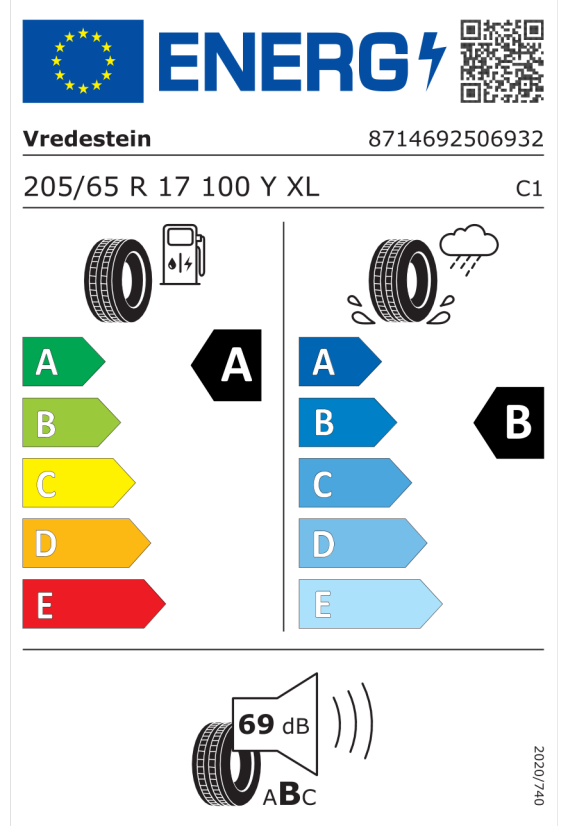 ENERG
Vredestein 8714692506932
205/65 R 17 100 Y XL C1
A A A
B B B
C C
D D
E E
69 dB
ABC
2020/740